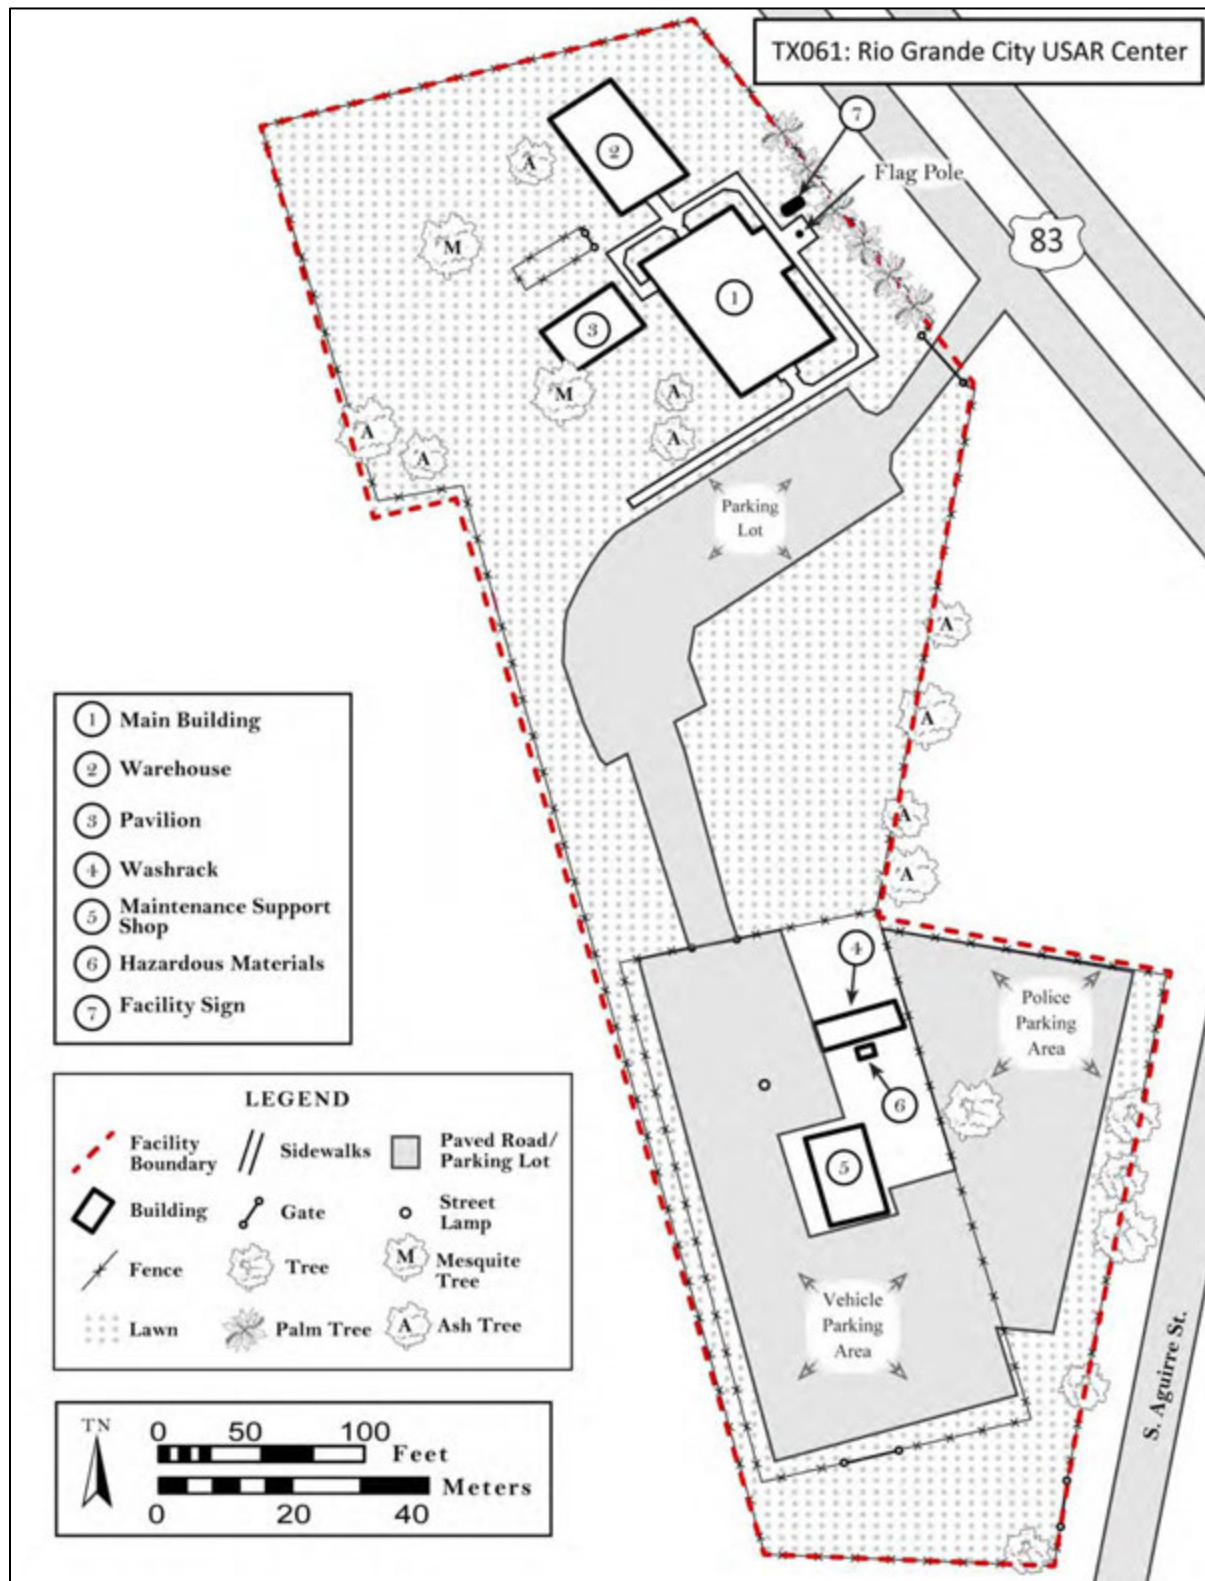 TX061: Rio Grande City USAR Center
7
Flag Pole
83
A
2
M
1
3
M
A
A
A
A
Parking
Lot
A
A
A
A
1 Main Building
2 Warehouse
3 Pavilion
4 Washrack
5 Maintenance Support
Shop
6 Hazardous Materials
7 Facility Sign
4
Police
Parking
Area
6
5
Vehicle
Parking
Area
S. Aguirre St.
LEGEND
Facility
Boundary
Sidewalks
Paved Road/
Parking Lot
Building
Gate
Street
Lamp
Fence
Tree
M Mesquite
Tree
Lawn
Palm Tree
A Ash Tree
TN
0 50 100
Feet
Meters
0 20 40